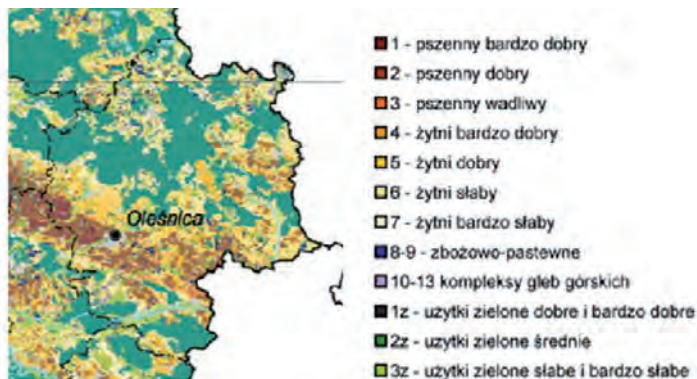 Oleśnica
1 - pszenny bardzo dobry
2 - pszenny dobry
3 - pszenny wadliwy
4 - żytni bardzo dobry
5 - żytni dobry
6 - żytni słaby
7 - żytni bardzo słaby
8-9 - zbożowo-pastewne
10-13 kompleksy gleb górskich
1z - użytki zielone dobre i bardzo dobre
2z - użytki zielone średnie
3z - użytki zielone słabe i bardzo słabe